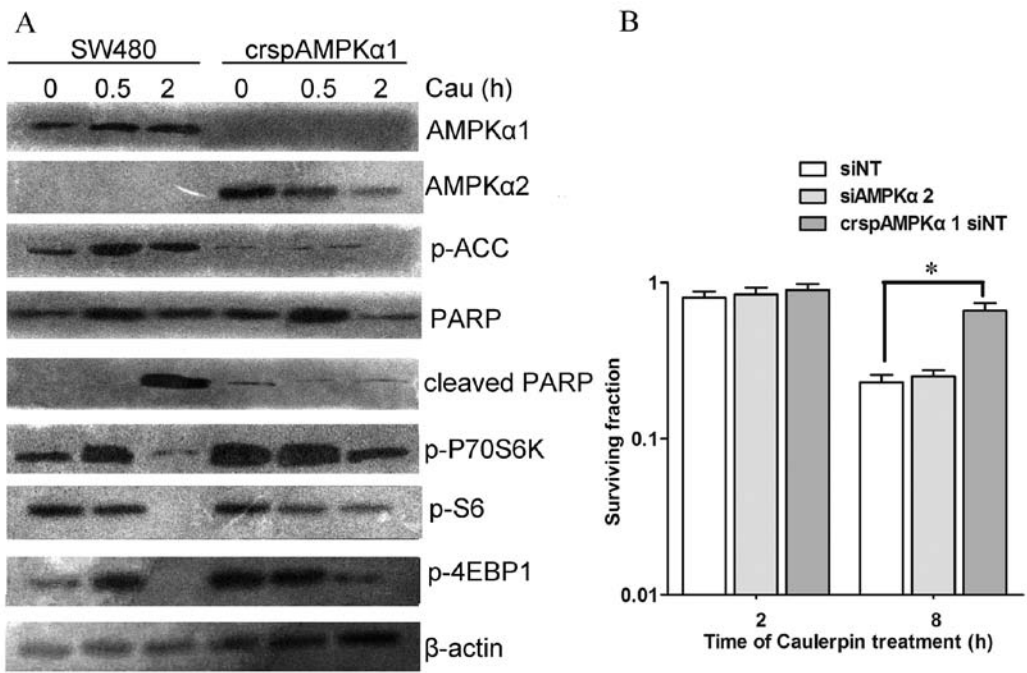 A
SW480 crspAMPKα1
0 0.5 2 0 0.5 2 Cau (h)
AMPKα1
AMPKα2
p-ACC
PARP
cleaved PARP
p-P70S6K
p-S6
p-4EBP1
β-actin
B
siNT
siAMPKα 2
crspAMPKα 1 siNT
*
1
0.1
0.01
Surviving fraction
2 8
Time of Caulerpin treatment (h)